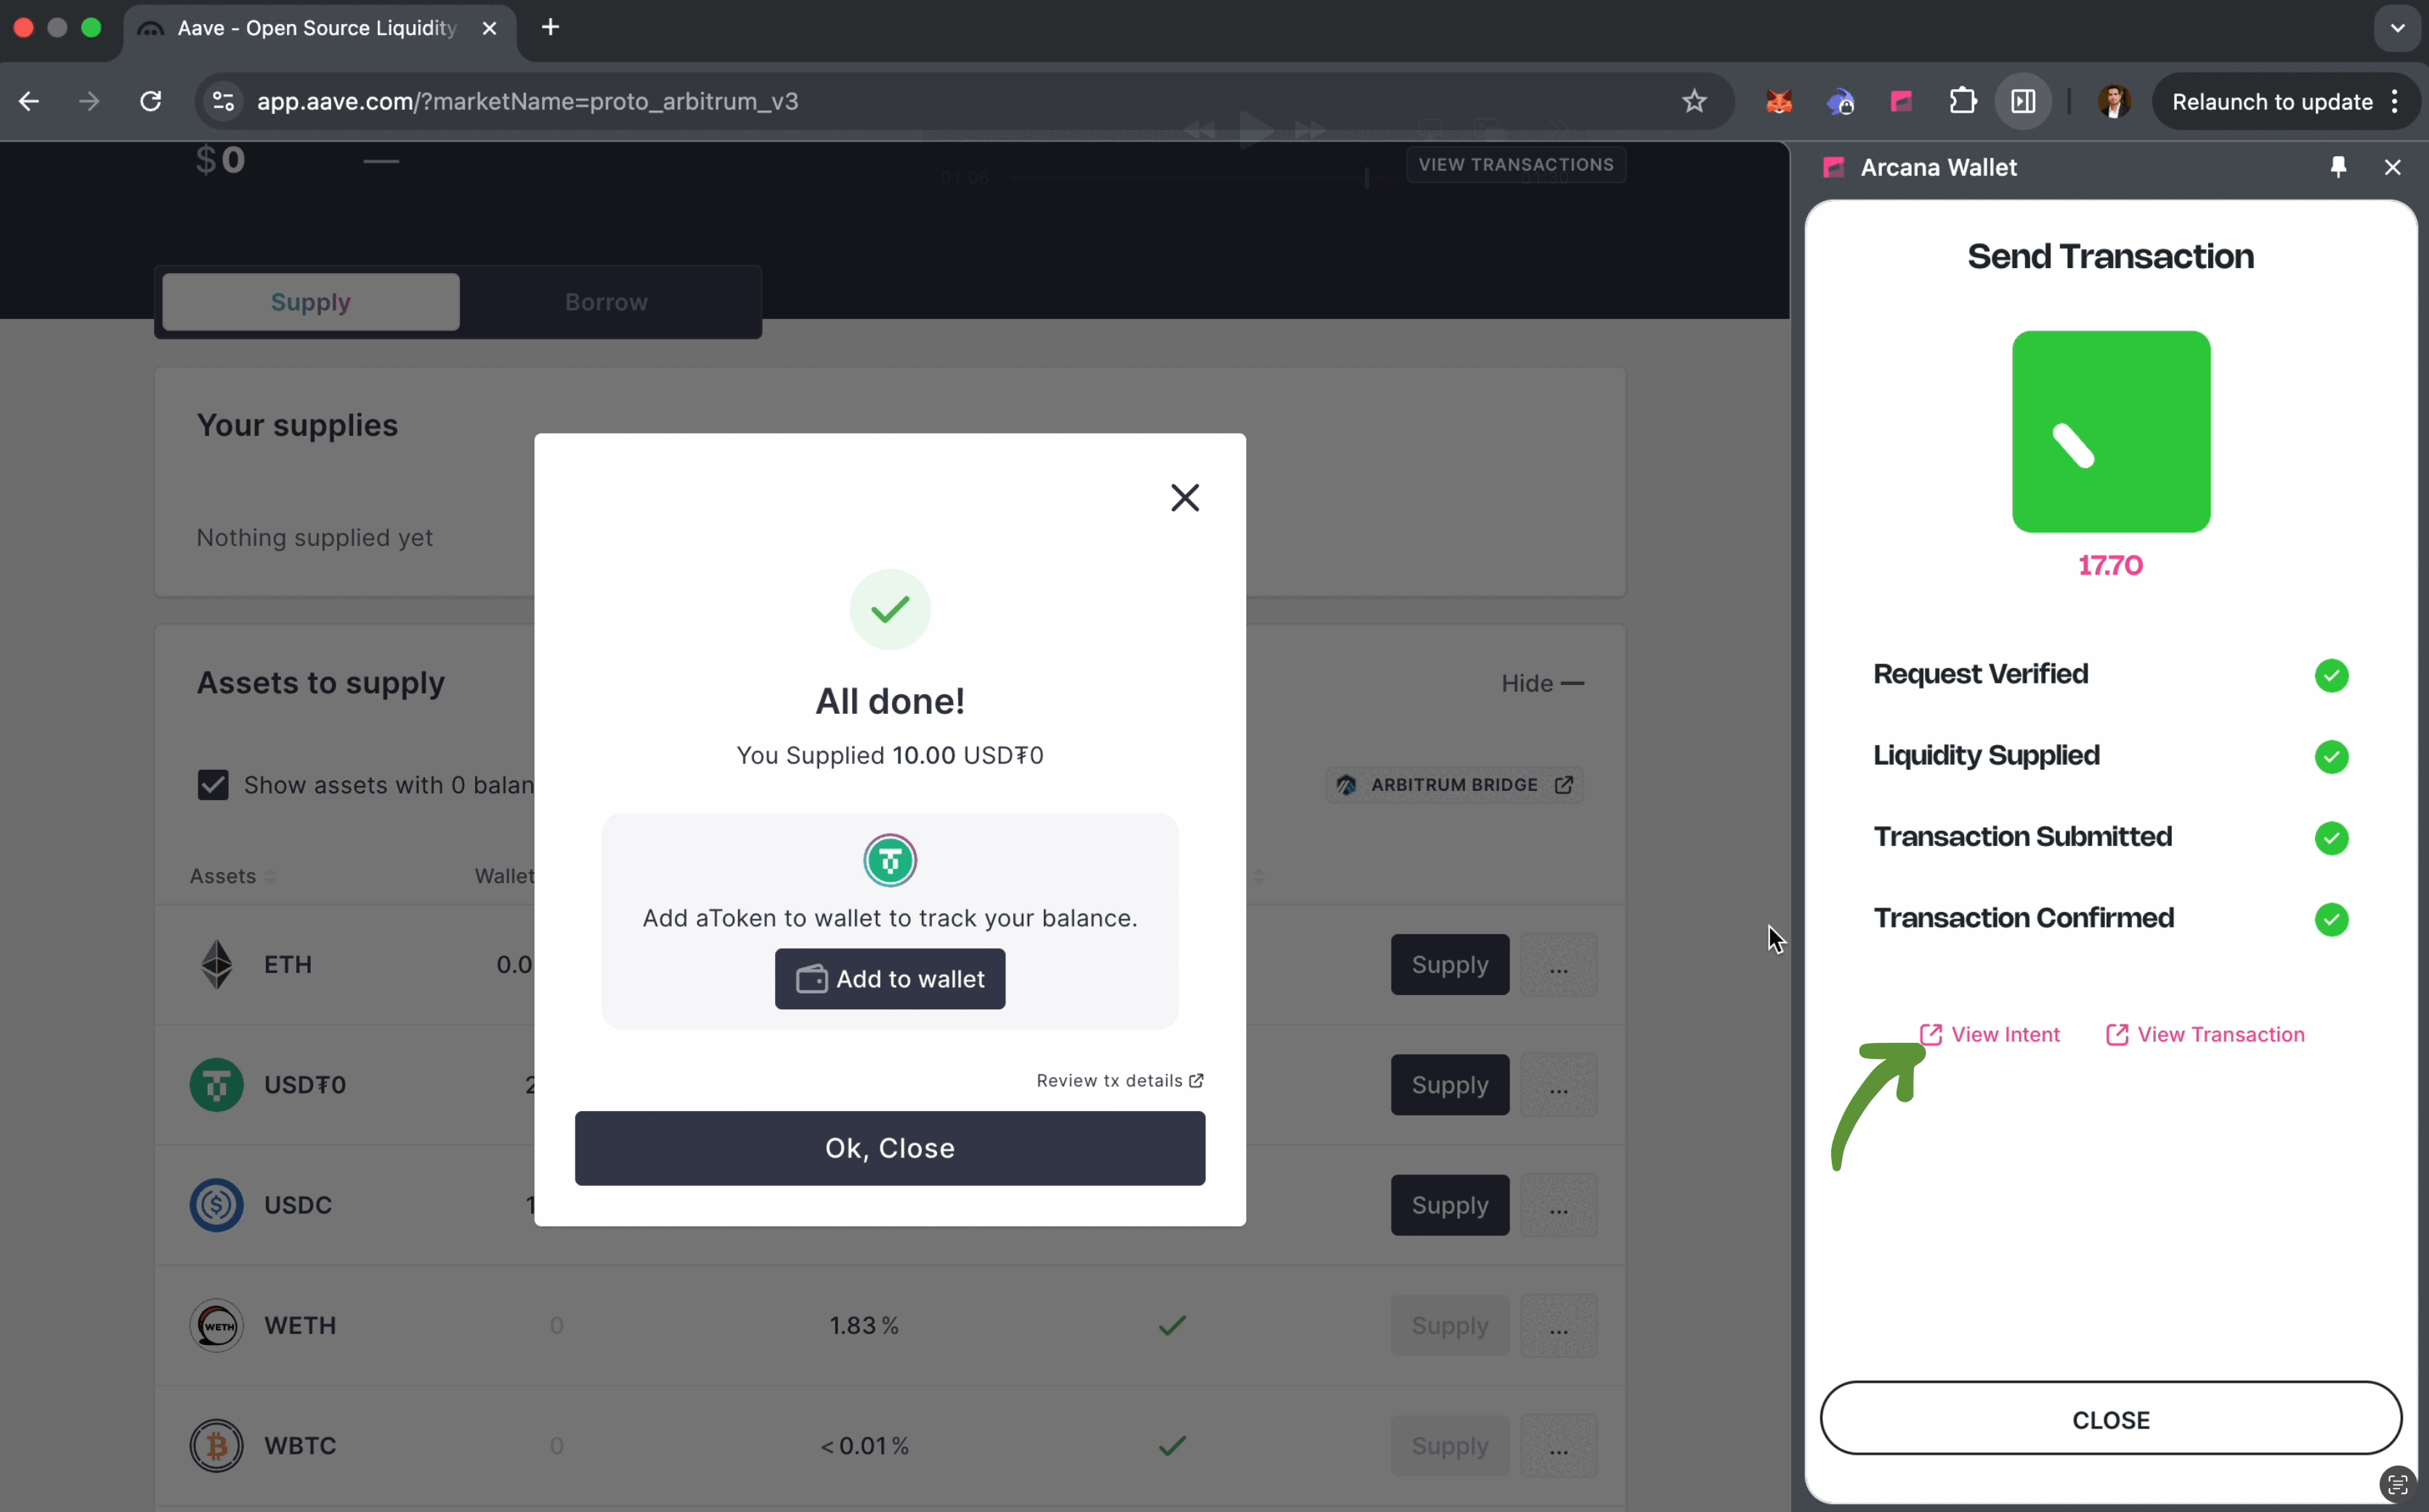 Aave - Open Source Liquidity
app.aave.com/?marketName=proto_arbitrum_v3
Relaunch to update
$0
—
VIEW TRANSACTIONS
01:06
Supply
Borrow
Your supplies
Nothing supplied yet
Assets to supply
Hide —
Show assets with 0 balan
ARBITRUM BRIDGE
Assets
Wallet
ETH
0.0
Supply
...
USD₮0
2
Supply
...
USDC
1
Supply
...
WETH
WETH
0
1.83 %
Supply
...
WBTC
0
<0.01 %
Supply
...
All done!
You Supplied 10.00 USD₮0
Add aToken to wallet to track your balance.
Add to wallet
Review tx details
Ok, Close
Arcana Wallet
Send Transaction
17.70
Request Verified
Liquidity Supplied
Transaction Submitted
Transaction Confirmed
View Intent
View Transaction
CLOSE